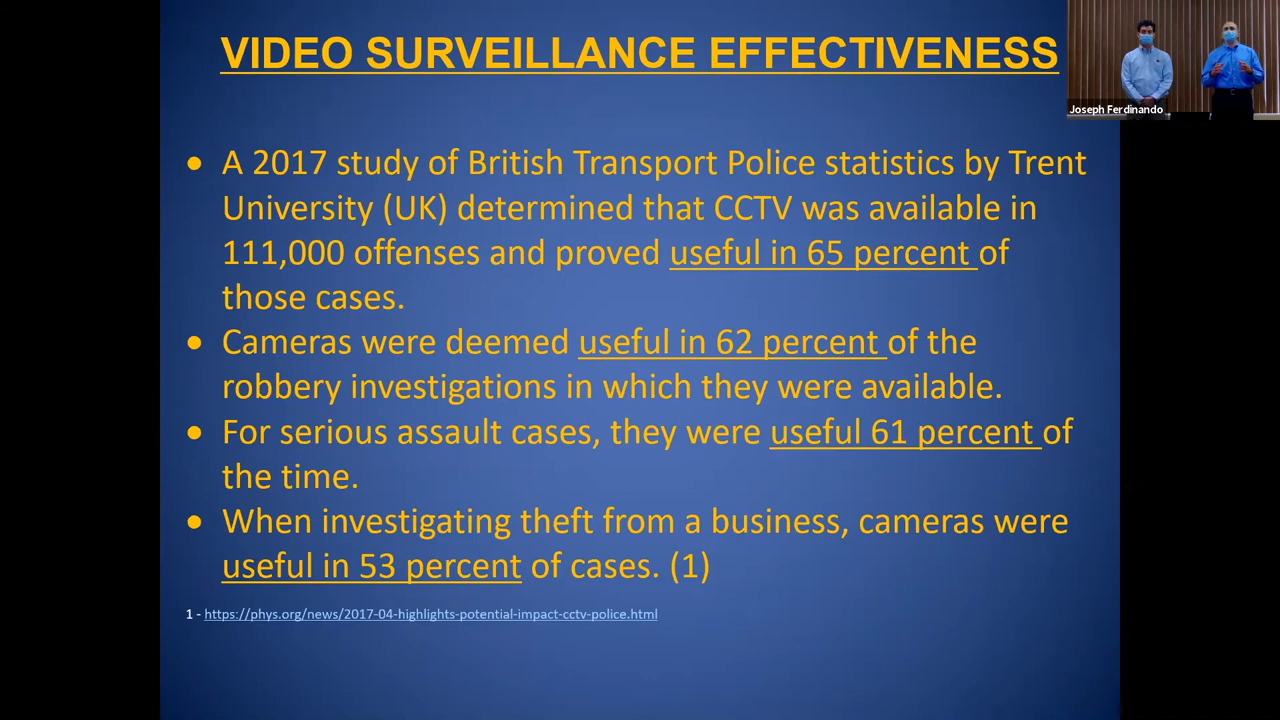 VIDEO SURVEILLANCE EFFECTIVENESS
Joseph Ferdinando
• A 2017 study of British Transport Police statistics by Trent
University (UK) determined that CCTV was available in
111,000 offenses and proved useful in 65 percent of
those cases.
• Cameras were deemed useful in 62 percent of the
robbery investigations in which they were available.
• For serious assault cases, they were useful 61 percent of
the time.
• When investigating theft from a business, cameras were
useful in 53 percent of cases. (1)
1 - https://phys.org/news/2017-04-highlights-potential-impact-cctv-police.html